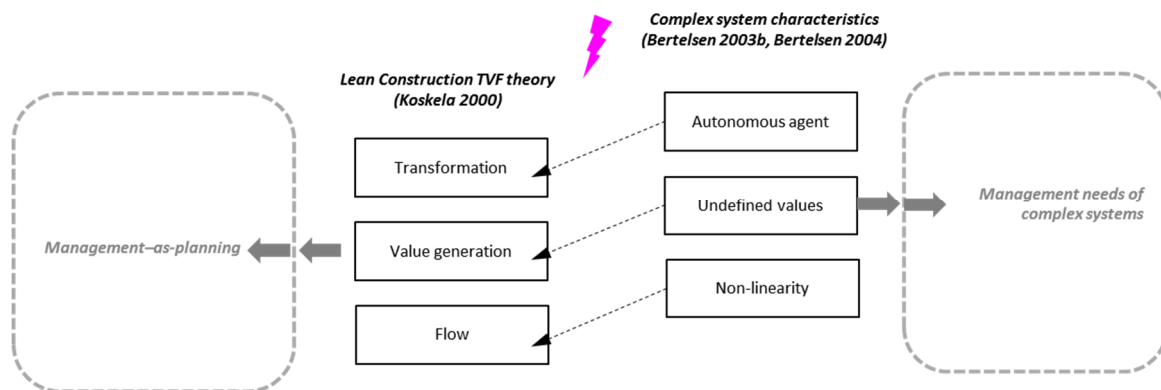 Complex system characteristics
(Bertelsen 2003b, Bertelsen 2004)
Lean Construction TVF theory
(Koskela 2000)
Autonomous agent
Transformation
Undefined values
Management needs of
complex systems
Management–as-planning
Value generation
Non-linearity
Flow